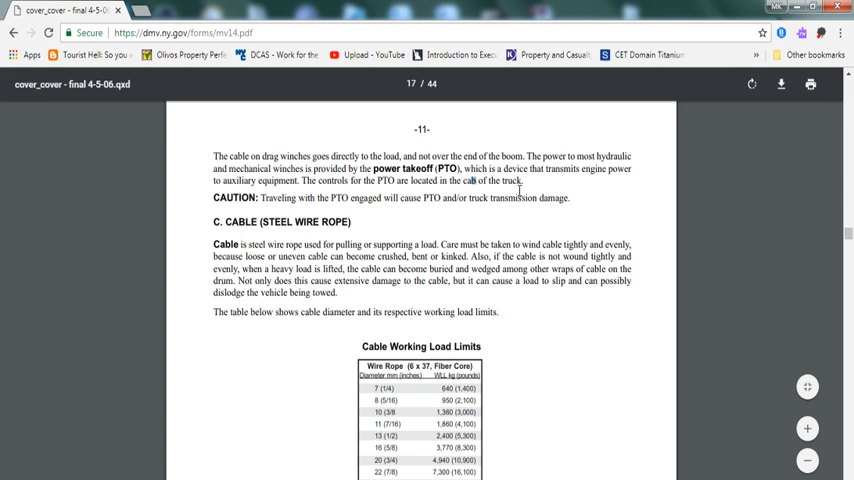 cover_cover - final 4-5-06
MK
Secure
https://dmv.ny.gov/forms/mv14.pdf
Apps
Tourist Hell: So you w
Olivos Property Perfe
DCAS - Work for the
Upload - YouTube
Introduction to Execu
Property and Casualt
CET Domain Titanium
»
Other bookmarks
cover_cover - final 4-5-06.qxd
17 / 44
-11-
The cable on drag winches goes directly to the load, and not over the end of the boom. The power to most hydraulic
and mechanical winches is provided by the power takeoff (PTO), which is a device that transmits engine power
to auxiliary equipment. The controls for the PTO are located in the cab of the truck.
CAUTION: Traveling with the PTO engaged will cause PTO and/or truck transmission damage.
C. CABLE (STEEL WIRE ROPE)
Cable is steel wire rope used for pulling or supporting a load. Care must be taken to wind cable tightly and evenly,
because loose or uneven cable can become crushed, bent or kinked. Also, if the cable is not wound tightly and
evenly, when a heavy load is lifted, the cable can become buried and wedged among other wraps of cable on the
drum. Not only does this cause extensive damage to the cable, but it can cause a load to slip and can possibly
dislodge the vehicle being towed.
The table below shows cable diameter and its respective working load limits.
Cable Working Load Limits
Wire Rope (6 x 37, Fiber Core)
Diameter mm (inches) WLL kg (pounds)
7 (1/4) 640 (1,400)
8 (5/16) 950 (2,100)
10 (3/8 1,360 (3,000)
11 (7/16) 1,860 (4,100)
13 (1/2) 2,400 (5,300)
16 (5/8) 3,770 (8,300)
20 (3/4) 4,940 (10,900)
22 (7/8) 7,300 (16,100)